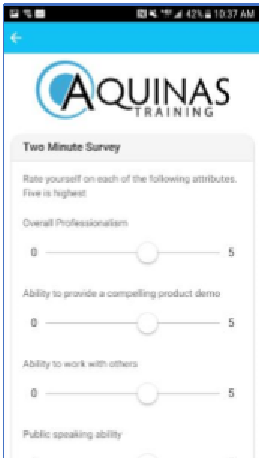 42% 10:37 AM
AQUINAS
TRAINING
Two Minute Survey
Rate yourself on each of the following attributes.
Five is highest.
Overall Professionalism
0 5
Ability to provide a compelling product demo
0 5
Ability to work with others
0 5
Public speaking ability